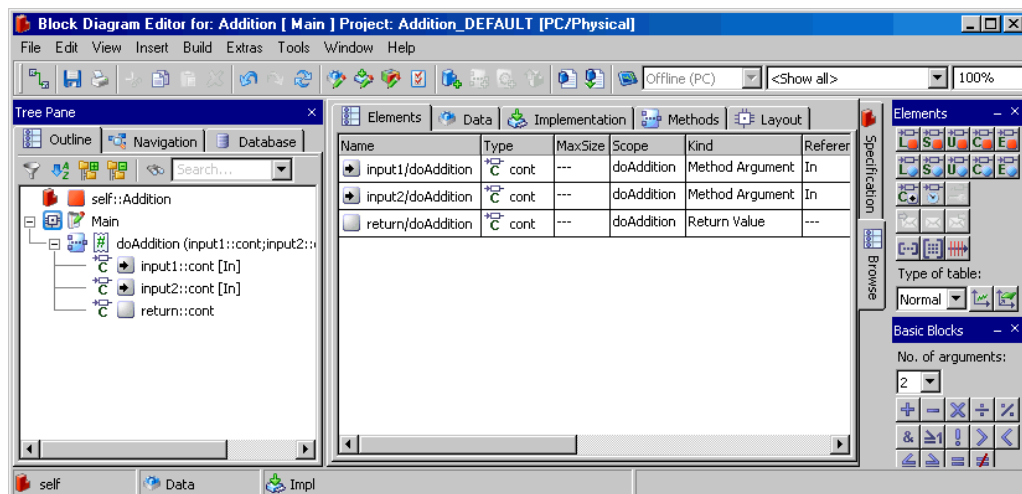 Block Diagram Editor for: Addition [ Main ] Project: Addition_DEFAULT [PC/Physical]
File Edit View Insert Build Extras Tools Window Help
Offline (PC) <Show all> 100%
Tree Pane
Outline Navigation Database
Search...
self::Addition
Main
doAddition (input1::cont;input2::
input1::cont [In]
input2::cont [In]
return::cont
Elements Data Implementation Methods Layout
Name Type MaxSize Scope Kind Referen
input1/doAddition C cont --- doAddition Method Argument In
input2/doAddition C cont --- doAddition Method Argument In
return/doAddition C cont --- doAddition Return Value ---
Specification
Browse
Elements
L S U C E
L S U C E
C
Type of table:
Normal
Basic Blocks
No. of arguments:
2
+ - X ÷ %
& ≥1 ! > <
= ≠
self Data Impl